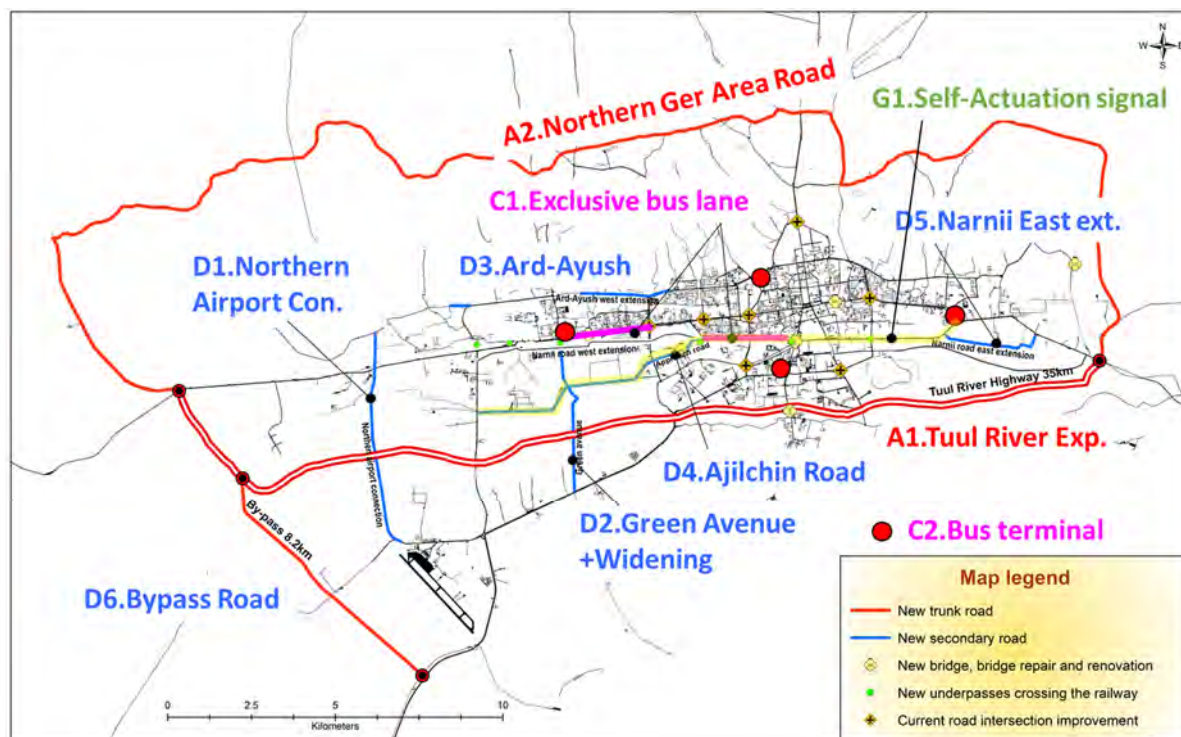 N
W E
S
A2.Northern Ger Area Road
G1.Self-Actuation signal
C1.Exclusive bus lane
D5.Narnii East ext.
D1.Northern
Airport Con.
D3.Ard-Ayush
Ard-Ayush west extension
Narnii road west extension
Approach road
Narnii road east extension
Tuul River Highway 35km
A1.Tuul River Exp.
Northern airport connection
Green avenue
D4.Ajilchin Road
By-pass 8.2km
D2.Green Avenue
+Widening
C2.Bus terminal
D6.Bypass Road
Map legend
New trunk road
New secondary road
New bridge, bridge repair and renovation
New underpasses crossing the railway
Current road intersection improvement
0 2.5 5 10
Kilometers